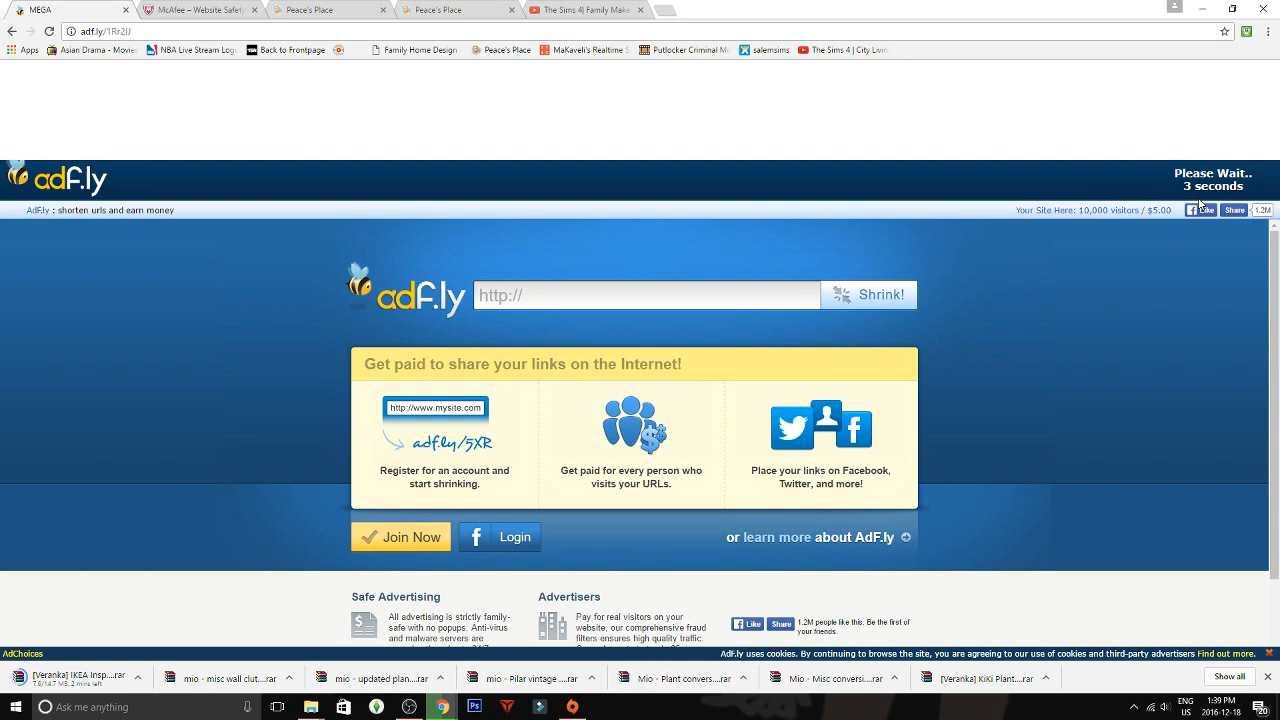 MEGA
McAfee – Website Safety
Peace's Place
Peace's Place
The Sims 4| Family Make
adf.ly/1Rr2IJ
Apps
Asian Drama - Movie
NBA Live Stream Log
Back to Frontpage
Family Home Design
Peace's Place
MaKaveli's Realtime S
Putlocker Criminal Mi
salemsims
The Sims 4 | City Livin
adf.ly
Please Wait..
3 seconds
AdF.ly : shorten urls and earn money
Your Site Here: 10,000 visitors / $5.00
Like
Share
1.2M
adf.ly
http://
Shrink!
Get paid to share your links on the Internet!
http://www.mysite.com
adf.ly/5XR
Register for an account and
start shrinking.
Get paid for every person who
visits your URLs.
Place your links on Facebook,
Twitter, and more!
Join Now
Login
or learn more about AdF.ly
Safe Advertising
All advertising is strictly family-
safe with no popups. Anti-virus
and malware servers are
Advertisers
Pay for real visitors on your
website, our comprehensive fraud
filters ensure high quality traffic.
Like
Share
1.2M people like this. Be the first of
your friends.
AdChoices
AdF.ly uses cookies. By continuing to browse the site, you are agreeing to our use of cookies and third-party advertisers Find out more.
[Veranka] IKEA Insp....rar
7.6/14.7 MB, 2 mins left
mio - misc wall clut....rar
mio - updated plan....rar
mio - Pilar vintage ....rar
Mio - Plant convers....rar
Mio - Misc conversi....rar
[Veranka] KiKi Plant....rar
Show all
Ask me anything
ENG
US
1:39 PM
2016-12-18
20